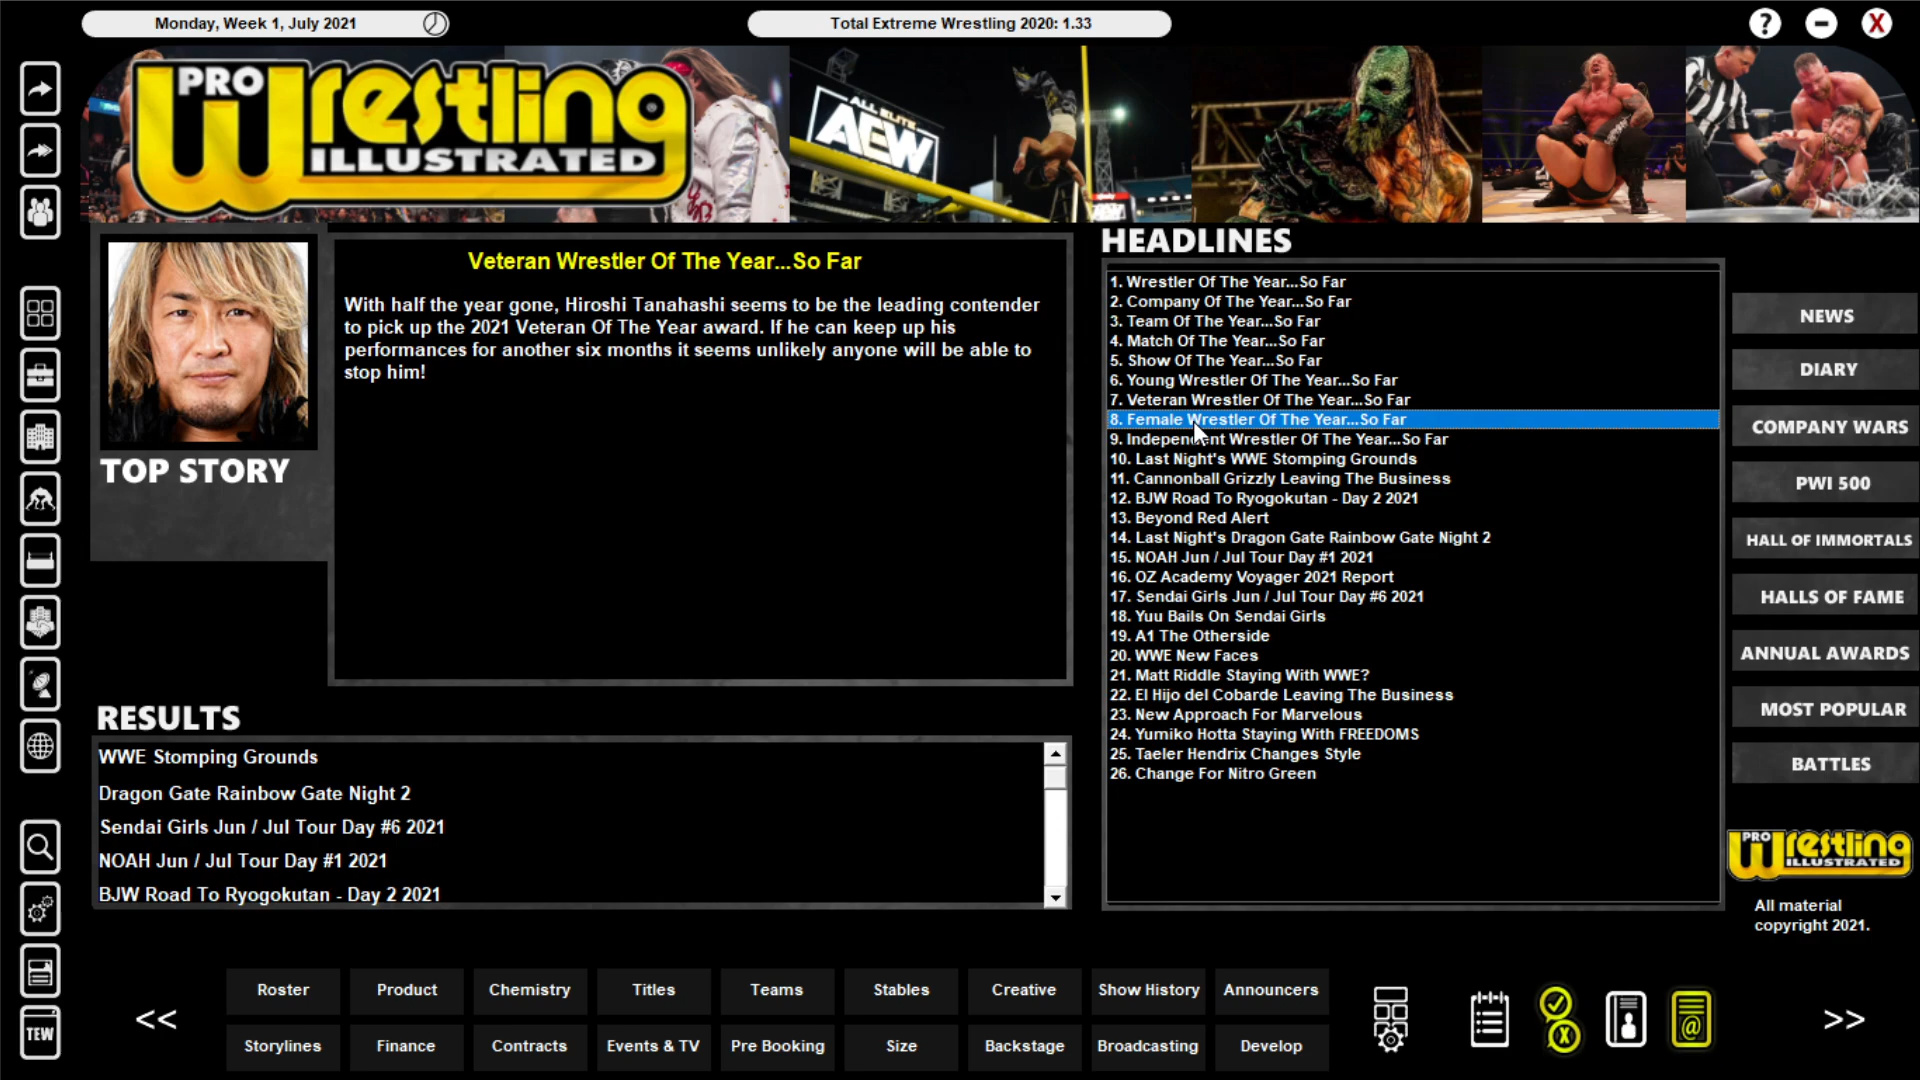 Monday, Week 1, July 2021
Total Extreme Wrestling 2020: 1.33
?
X
PRO
Wrestling
ILLUSTRATED
ALL ELITE
AEW
Veteran Wrestler Of The Year...So Far
With half the year gone, Hiroshi Tanahashi seems to be the leading contender
to pick up the 2021 Veteran Of The Year award. If he can keep up his
performances for another six months it seems unlikely anyone will be able to
stop him!
TOP STORY
HEADLINES
1. Wrestler Of The Year...So Far
2. Company Of The Year...So Far
3. Team Of The Year...So Far
4. Match Of The Year...So Far
5. Show Of The Year...So Far
6. Young Wrestler Of The Year...So Far
7. Veteran Wrestler Of The Year...So Far
8. Female Wrestler Of The Year...So Far
9. Independent Wrestler Of The Year...So Far
10. Last Night's WWE Stomping Grounds
11. Cannonball Grizzly Leaving The Business
12. BJW Road To Ryogokutan - Day 2 2021
13. Beyond Red Alert
14. Last Night's Dragon Gate Rainbow Gate Night 2
15. NOAH Jun / Jul Tour Day #1 2021
16. OZ Academy Voyager 2021 Report
17. Sendai Girls Jun / Jul Tour Day #6 2021
18. Yuu Bails On Sendai Girls
19. A1 The Otherside
20. WWE New Faces
21. Matt Riddle Staying With WWE?
22. El Hijo del Cobarde Leaving The Business
23. New Approach For Marvelous
24. Yumiko Hotta Staying With FREEDOMS
25. Taeler Hendrix Changes Style
26. Change For Nitro Green
NEWS
DIARY
COMPANY WARS
PWI 500
HALL OF IMMORTALS
HALLS OF FAME
ANNUAL AWARDS
MOST POPULAR
BATTLES
PRO
Wrestling
ILLUSTRATED
All material
copyright 2021.
RESULTS
WWE Stomping Grounds
Dragon Gate Rainbow Gate Night 2
Sendai Girls Jun / Jul Tour Day #6 2021
NOAH Jun / Jul Tour Day #1 2021
BJW Road To Ryogokutan - Day 2 2021
TEW
<<
Roster
Product
Chemistry
Titles
Teams
Stables
Creative
Show History
Announcers
Storylines
Finance
Contracts
Events & TV
Pre Booking
Size
Backstage
Broadcasting
Develop
>>